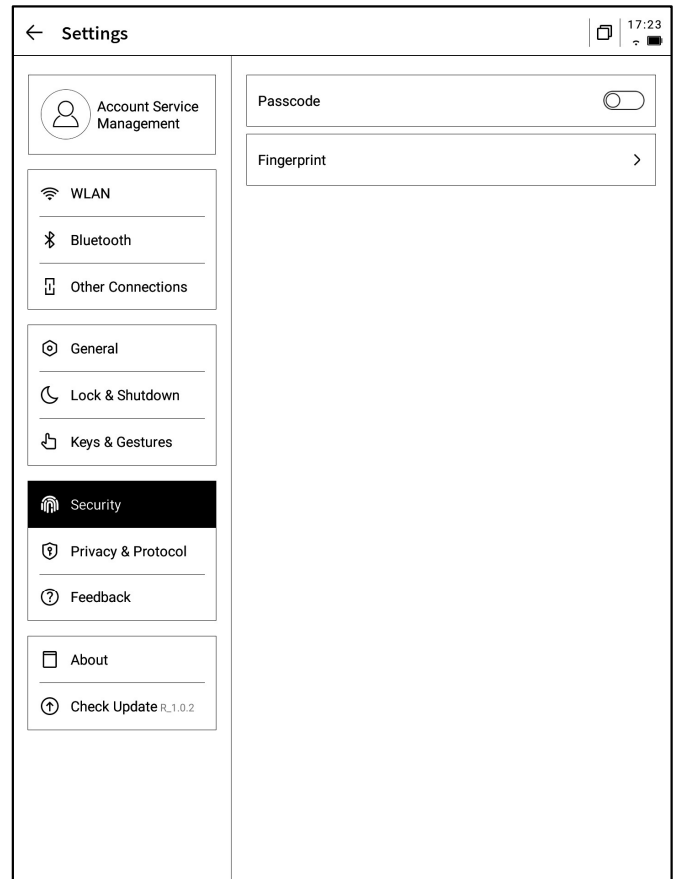 Settings
17:23
Account Service
Management
WLAN
Bluetooth
Other Connections
General
Lock & Shutdown
Keys & Gestures
Security
Privacy & Protocol
Feedback
About
Check Update R_1.0.2
Passcode
Fingerprint